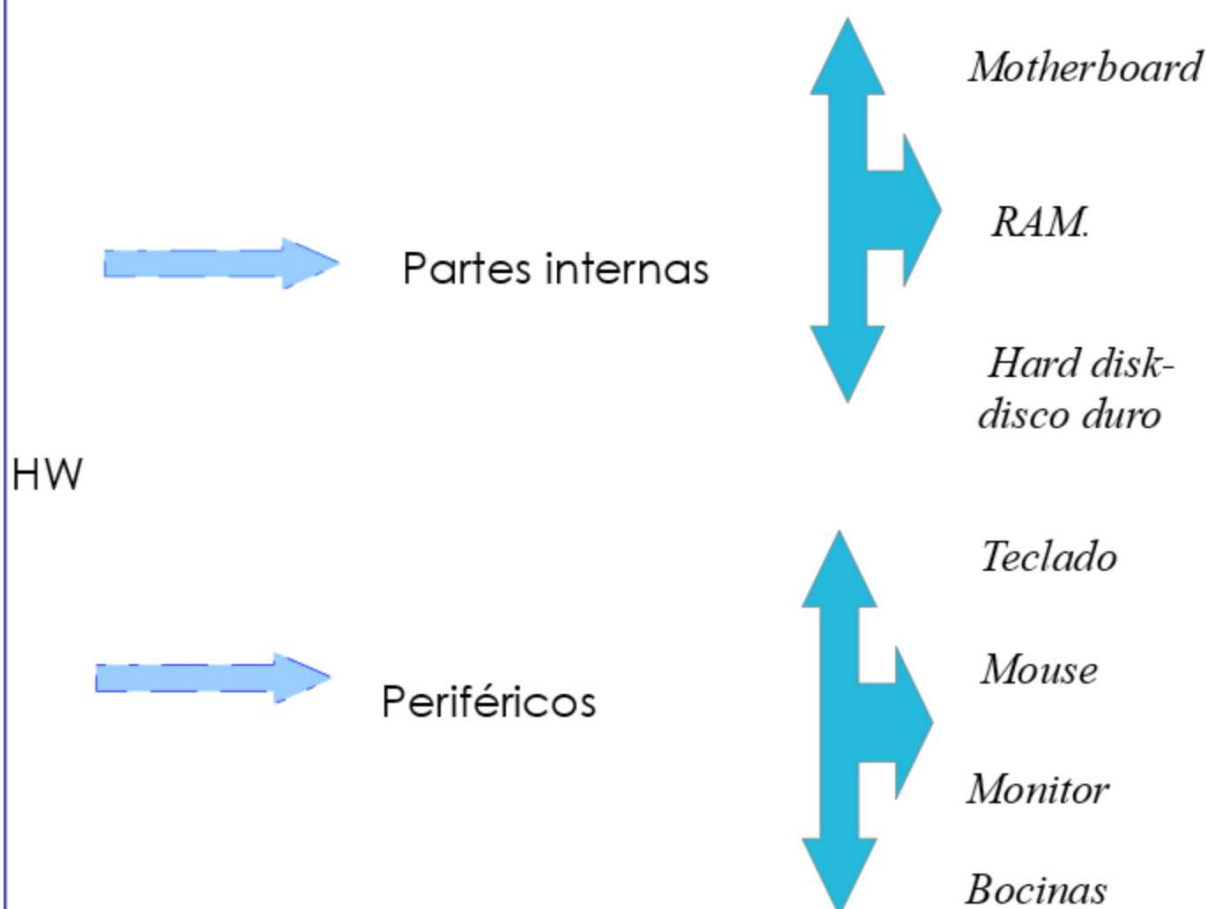 HW
Partes internas
Motherboard
RAM.
Hard disk-
disco duro
Periféricos
Teclado
Mouse
Monitor
Bocinas